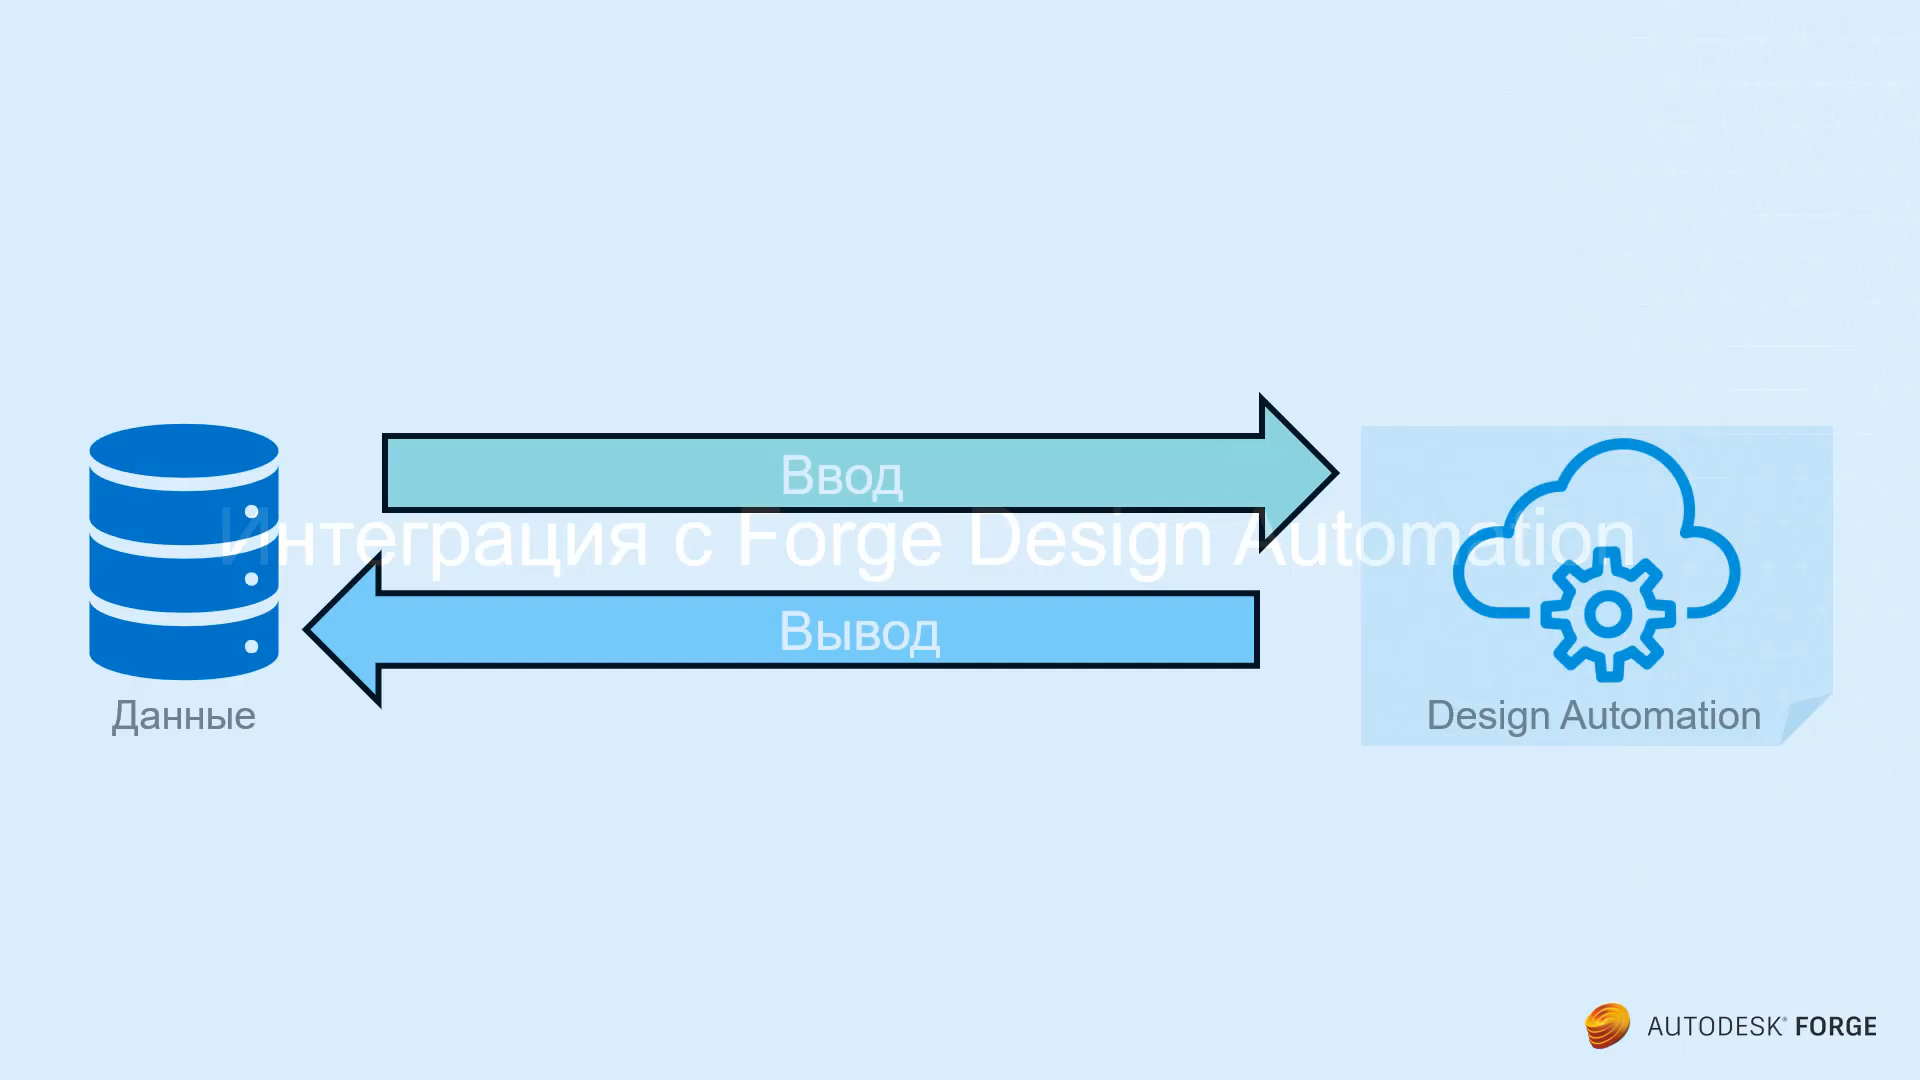 Ввод
Интеграция с Forge Design Automation
Вывод
Данные
Design Automation
AUTODESK® FORGE